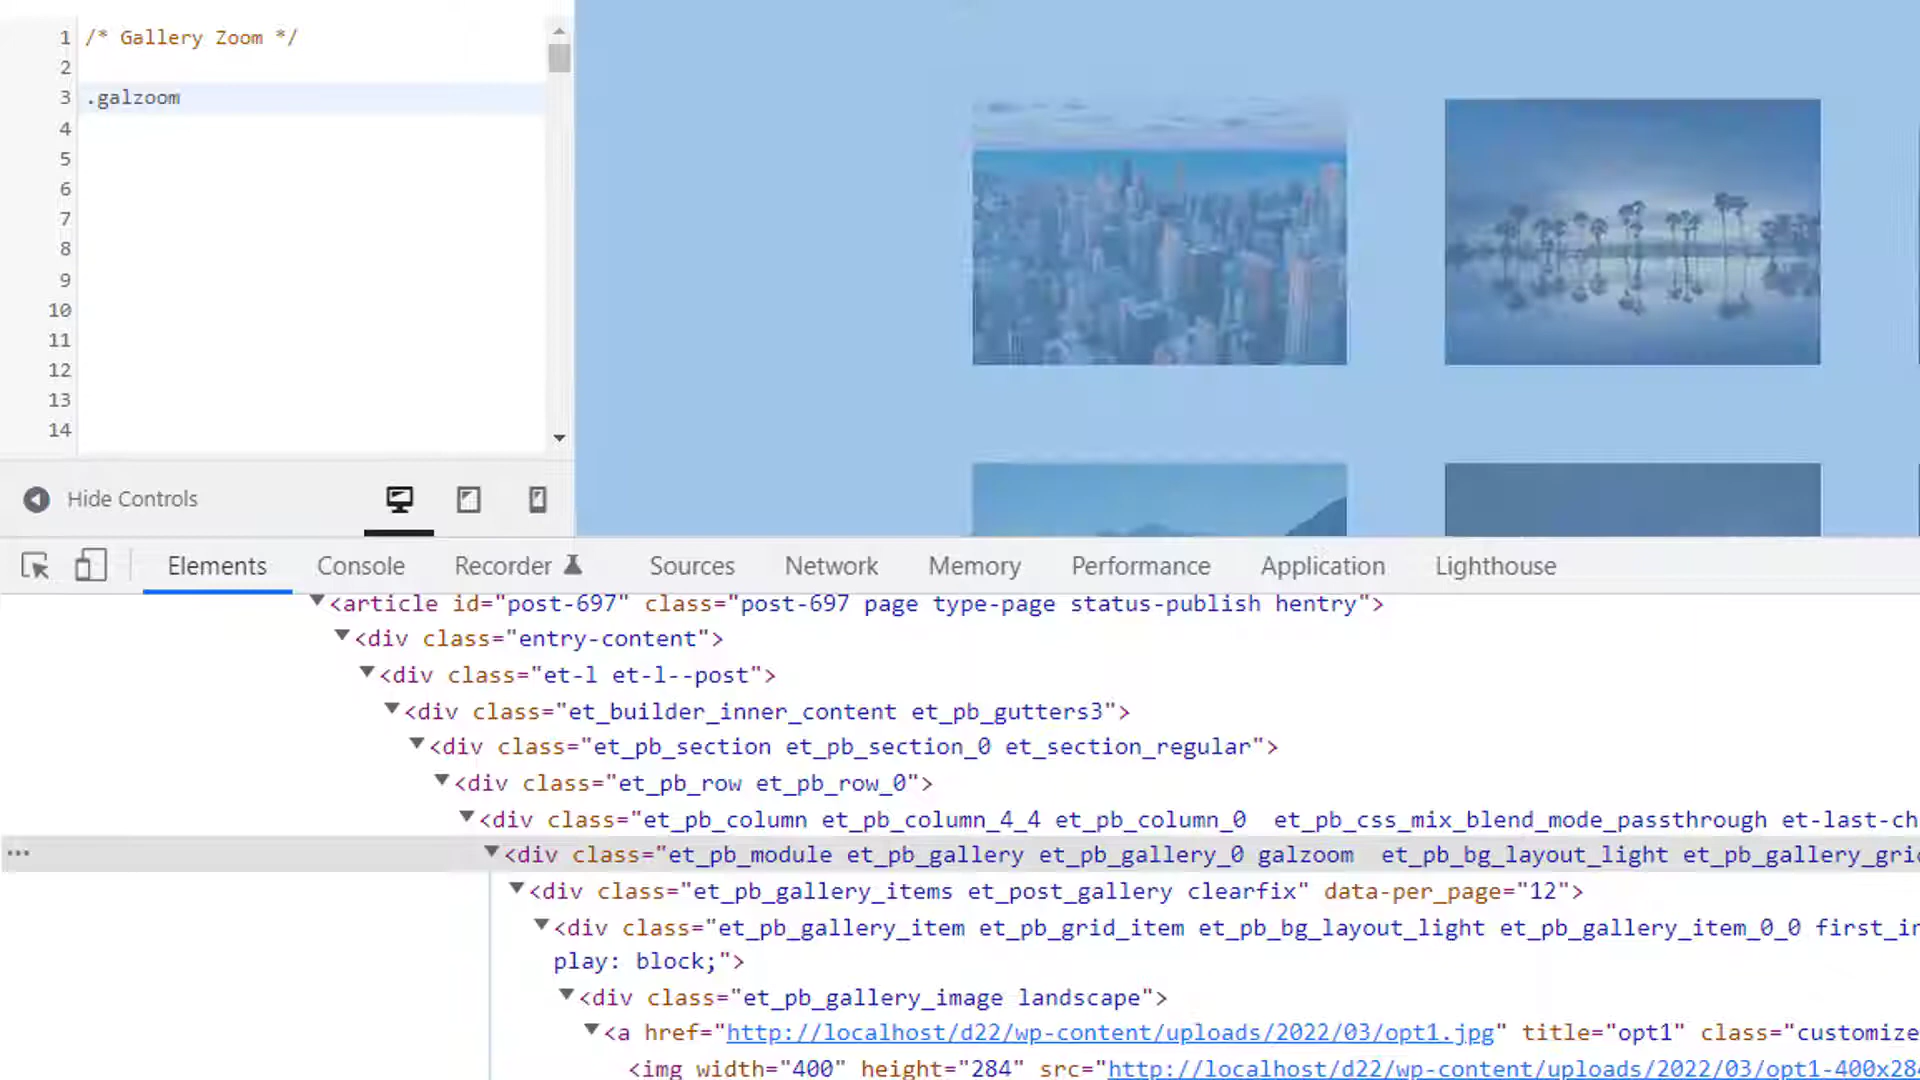 1 /* Gallery Zoom */
2
3 .galzoom
4
5
6
7
8
9
10
11
12
13
14
Hide Controls
Elements Console Recorder Sources Network Memory Performance Application Lighthouse
<article id="post-697" class="post-697 page type-page status-publish hentry">
<div class="entry-content">
<div class="et-l et-l--post">
<div class="et_builder_inner_content et_pb_gutters3">
<div class="et_pb_section et_pb_section_0 et_section_regular">
<div class="et_pb_row et_pb_row_0">
<div class="et_pb_column et_pb_column_4_4 et_pb_column_0  et_pb_css_mix_blend_mode_passthrough et-last-ch
<div class="et_pb_module et_pb_gallery et_pb_gallery_0 galzoom  et_pb_bg_layout_light et_pb_gallery_gri
<div class="et_pb_gallery_items et_post_gallery clearfix" data-per_page="12">
<div class="et_pb_gallery_item et_pb_grid_item et_pb_bg_layout_light et_pb_gallery_item_0_0 first_in
play: block;">
<div class="et_pb_gallery_image landscape">
<a href="http://localhost/d22/wp-content/uploads/2022/03/opt1.jpg" title="opt1" class="customize
<img width="400" height="284" src="http://localhost/d22/wp-content/uploads/2022/03/opt1-400x28